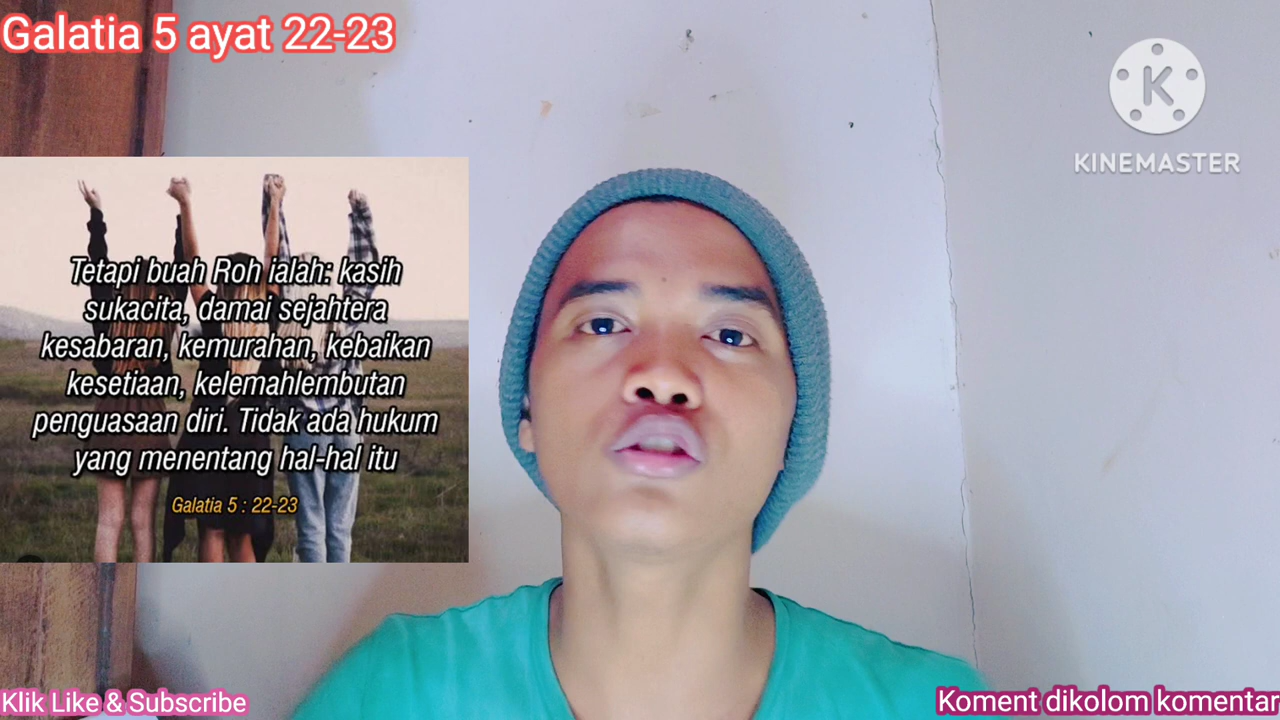 Galatia 5 ayat 22-23
KINEMASTER
Tetapi buah Roh ialah: kasih
sukacita, damai sejahtera
kesabaran, kemurahan, kebaikan
kesetiaan, kelemahlembutan
penguasaan diri. Tidak ada hukum
yang menentang hal-hal itu
Galatia 5 : 22-23
Klik Like & Subscribe
Koment dikolom komentar